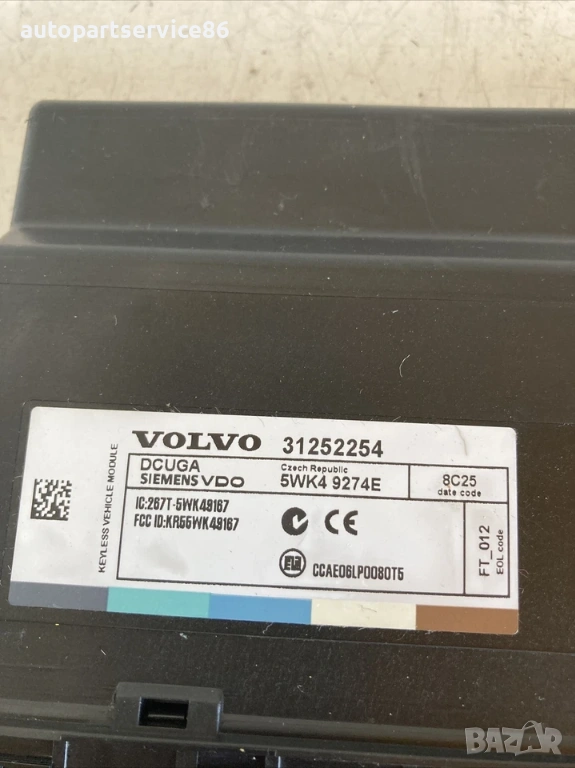 autopartservice86
VOLVO 31252254
KEYLESS VEHICLE MODULE
DCUGA
SIEMENS VDO
Czech Republic
5WK4 9274E
8C25
date code
IC:267T-5WK49167
FCC ID:KR55WK49167
CE
CCAE06LP0080T5
FT_012
EOL code
BAZAR